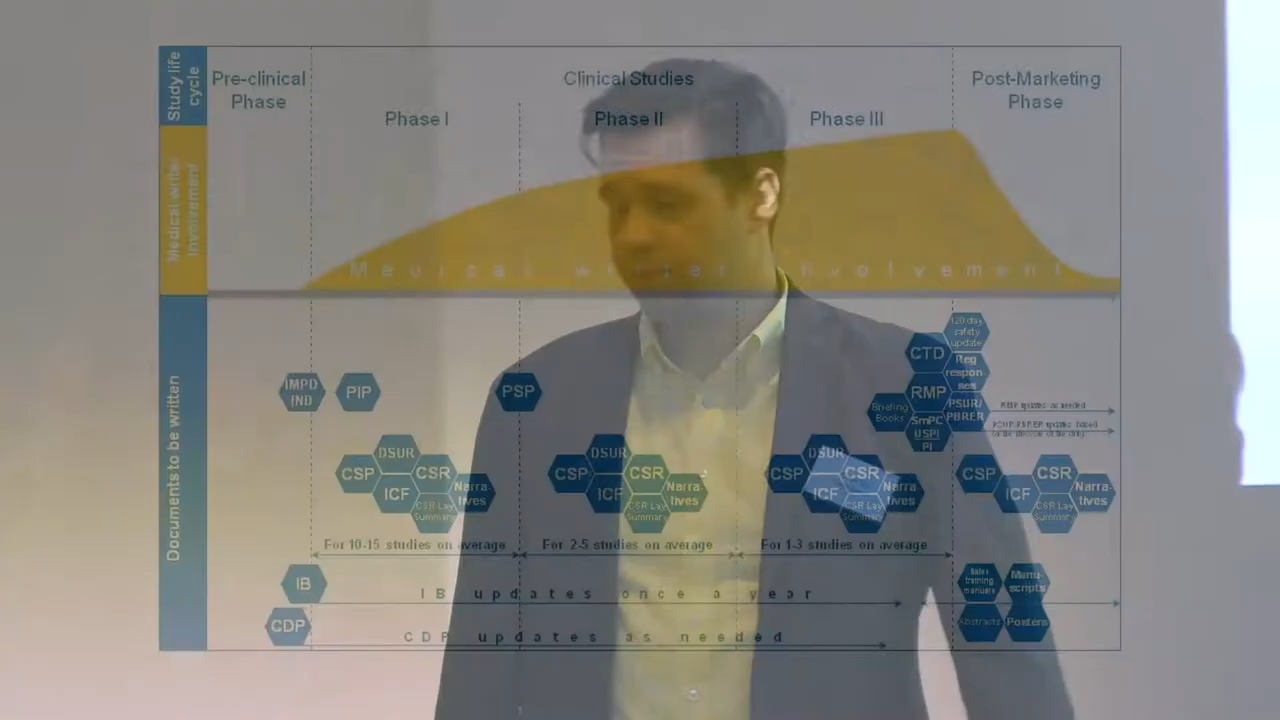 Study life
cycle
Pre-clinical
Phase
Clinical Studies
Phase I
Phase II
Phase III
Post-Marketing
Phase
Medical writer
involvement
Medical writer involvement
Documents to be written
IMPD
IND
PIP
PSP
CTD
RMP
Briefing
Books
SmPC
USPI
PI
120 day
safety
update
Reg
respon-
ses
PSUR/
PBRER
RMP updates as needed
PSUR/PBRER updates based
CSP
DSUR
ICF
CSR
CSR Lay
Summary
Narra-
tives
CSP
DSUR
ICF
CSR
CSR Lay
Summary
Narra-
tives
CSP
DSUR
ICF
CSR
CSR Lay
Summary
Narra-
tives
CSP
ICF
CSR
CSR Lay
Summary
Narra-
tives
For 10-15 studies on average
For 2-5 studies on average
For 1-3 studies on average
IB
IB updates once a year
CDP
CDP updates as needed
Sales
training
manuals
Manu-
scripts
Abstracts
Posters